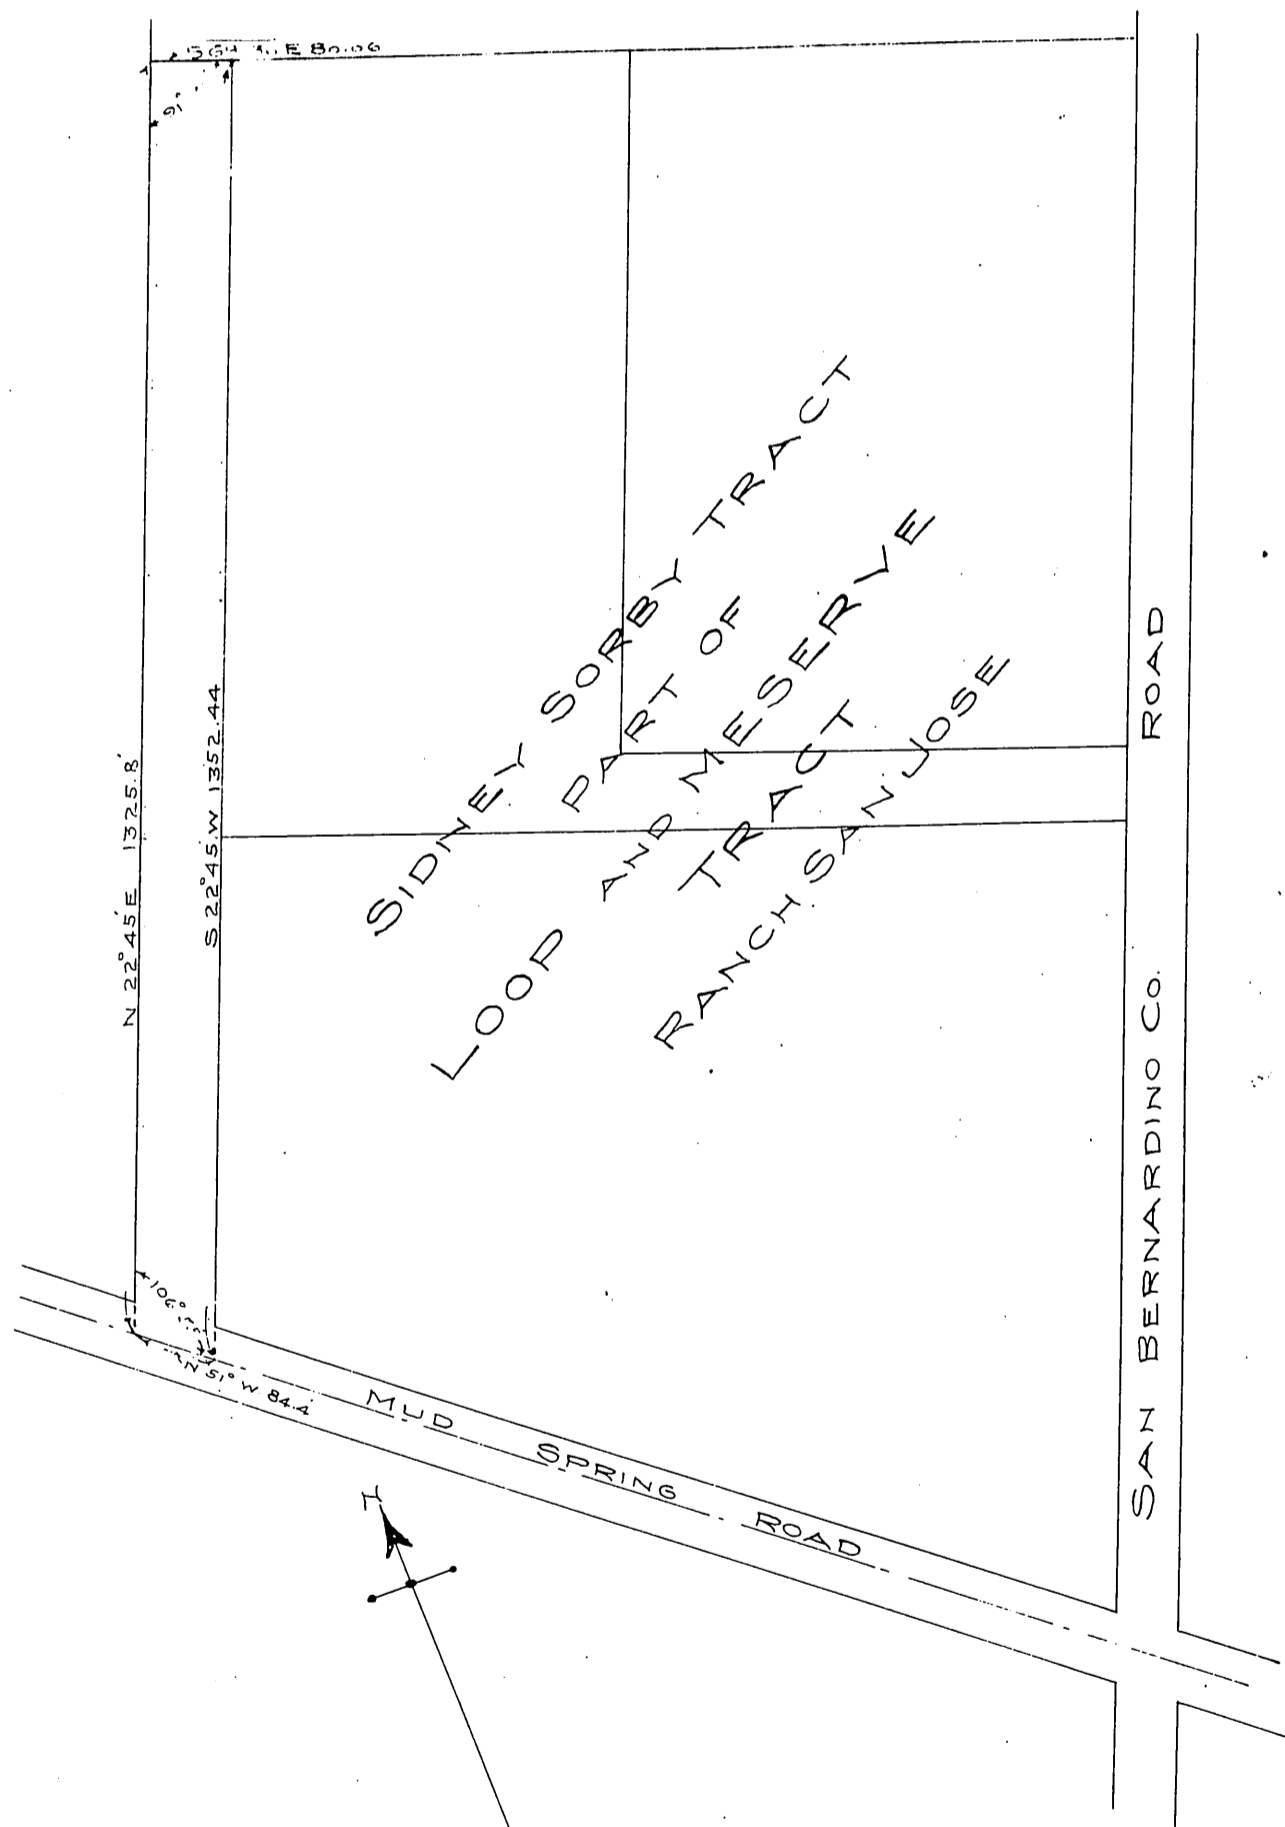 E 80.06
SIDNEY SORBY TRACT
PART OF
LOOP AND MESERVE
TRACT
RANCH SAN JOSE
N 22°45'E 1325.8'
S 22°45'W 1352.44
106°
N 51° W 84.4
MUD SPRING ROAD
SAN BERNARDINO Co. ROAD
N